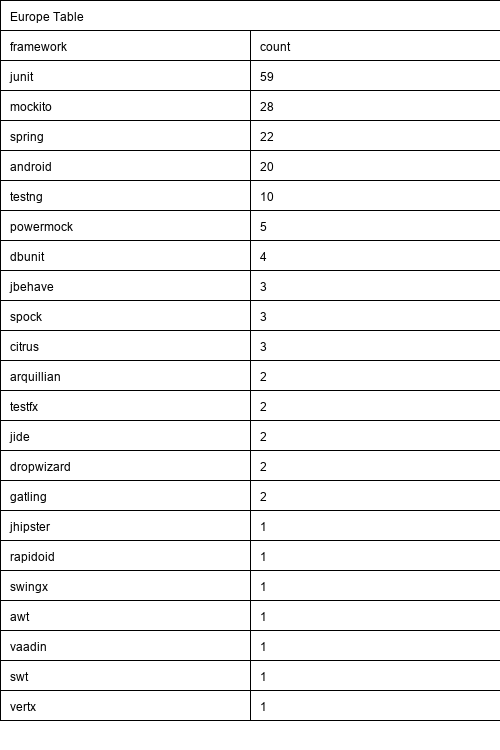 Europe Table
framework count
junit 59
mockito 28
spring 22
android 20
testng 10
powermock 5
dbunit 4
jbehave 3
spock 3
citrus 3
arquillian 2
testfx 2
jide 2
dropwizard 2
gatling 2
jhipster 1
rapidoid 1
swingx 1
awt 1
vaadin 1
swt 1
vertx 1